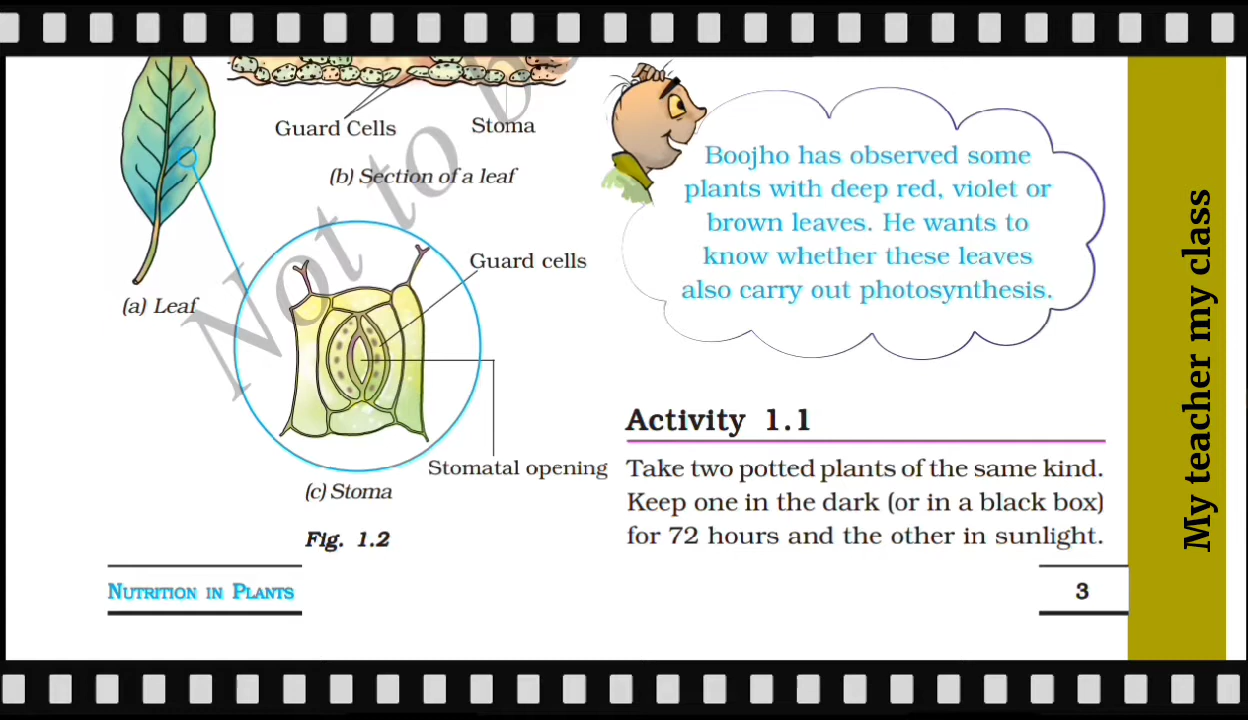 Guard Cells
Stoma
(b) Section of a leaf
Guard cells
(a) Leaf
Stomatal opening
(c) Stoma
Fig. 1.2
Not to be
Boojho has observed some
plants with deep red, violet or
brown leaves. He wants to
know whether these leaves
also carry out photosynthesis.
Activity 1.1
Take two potted plants of the same kind.
Keep one in the dark (or in a black box)
for 72 hours and the other in sunlight.
NUTRITION IN PLANTS
3
My teacher my class